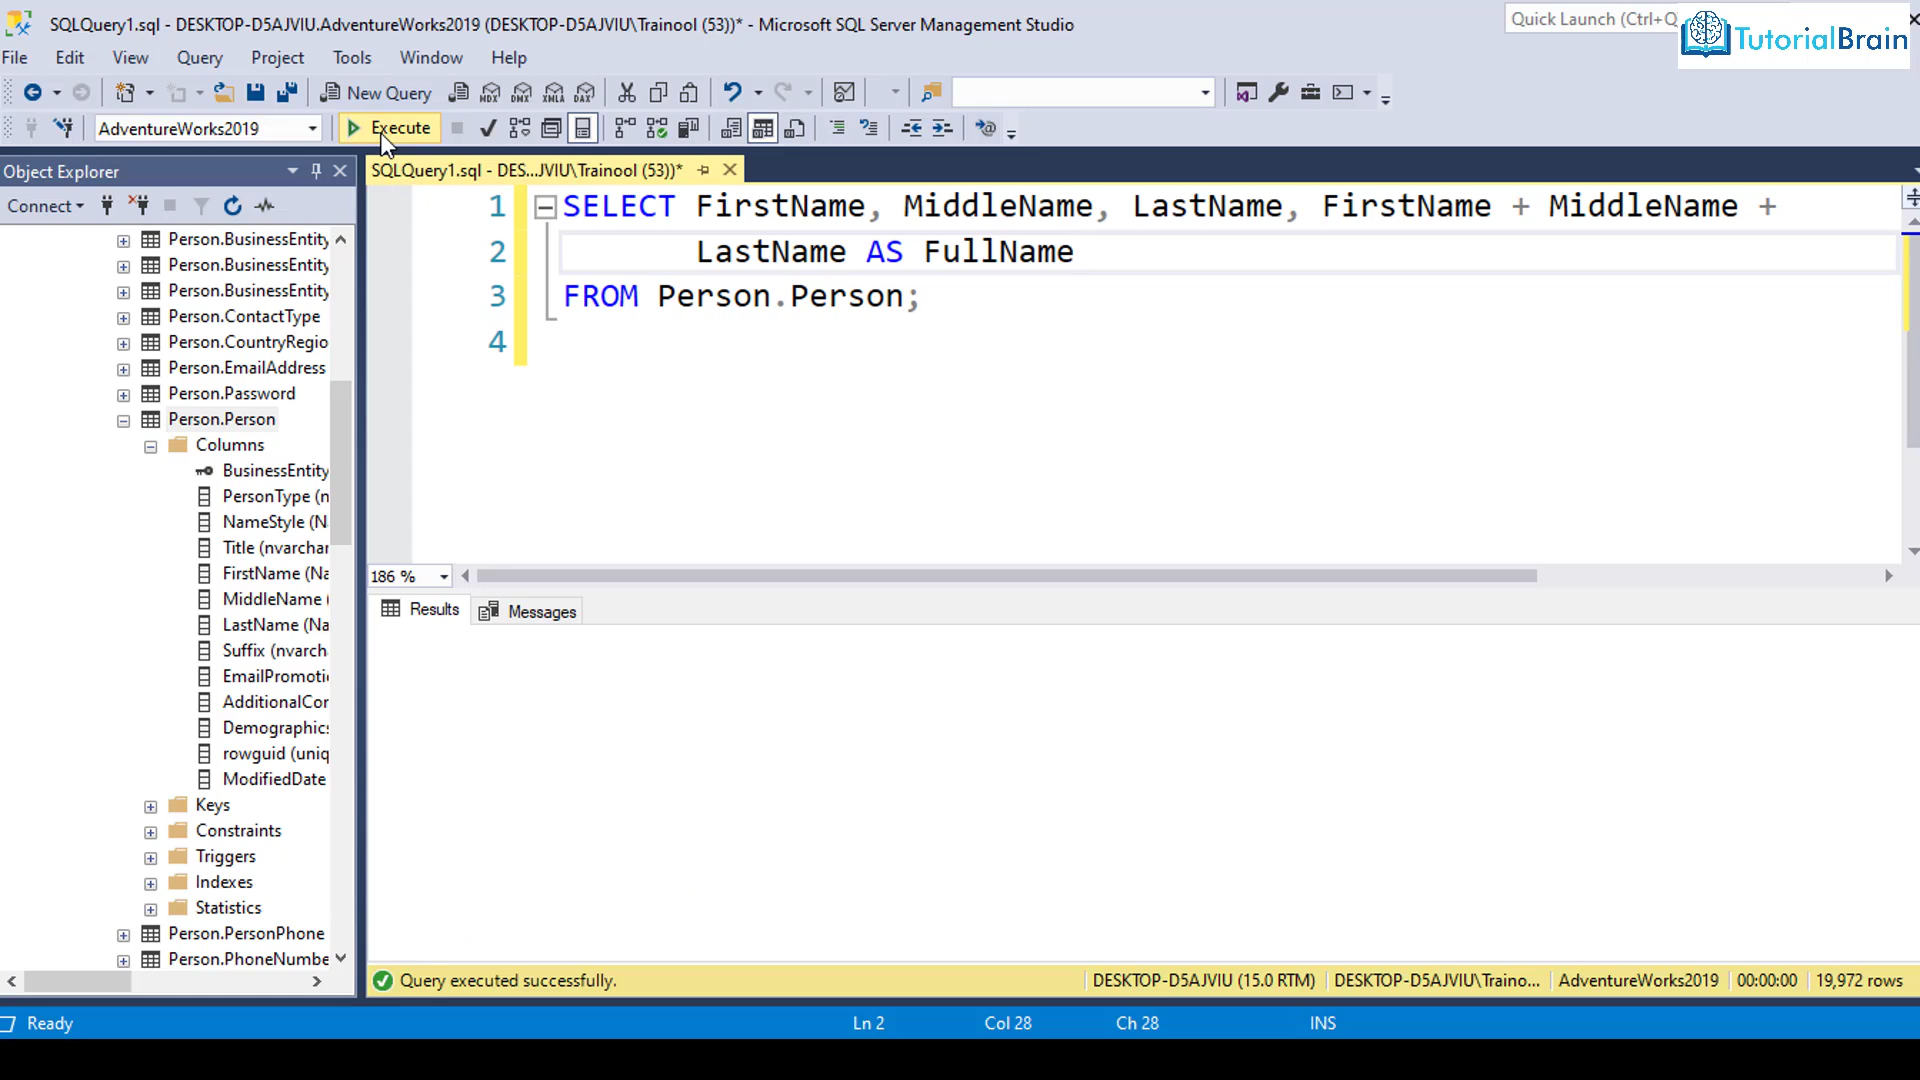 SQLQuery1.sql - DESKTOP-D5AJVIU.AdventureWorks2019 (DESKTOP-D5AJVIU\Trainool (53))* - Microsoft SQL Server Management Studio
Quick Launch (Ctrl+Q
TutorialBrain
File Edit View Query Project Tools Window Help
New Query
MDX DMX XMLA DAX
AdventureWorks2019
Execute
Object Explorer
SQLQuery1.sql - DES...JVIU\Trainool (53))*
Connect
Person.BusinessEntity
Person.BusinessEntity
Person.BusinessEntity
Person.ContactType
Person.CountryRegio
Person.EmailAddress
Person.Password
Person.Person
Columns
BusinessEntity
PersonType (n
NameStyle (N
Title (nvarchar
FirstName (Na
MiddleName (
LastName (Na
Suffix (nvarch
EmailPromoti
AdditionalCor
Demographics
rowguid (uniq
ModifiedDate
Keys
Constraints
Triggers
Indexes
Statistics
Person.PersonPhone
Person.PhoneNumbe
1 SELECT FirstName, MiddleName, LastName, FirstName + MiddleName +
2 LastName AS FullName
3 FROM Person.Person;
4
186 %
Results Messages
Query executed successfully.
DESKTOP-D5AJVIU (15.0 RTM) DESKTOP-D5AJVIU\Traino... AdventureWorks2019 00:00:00 19,972 rows
Ready Ln 2 Col 28 Ch 28 INS